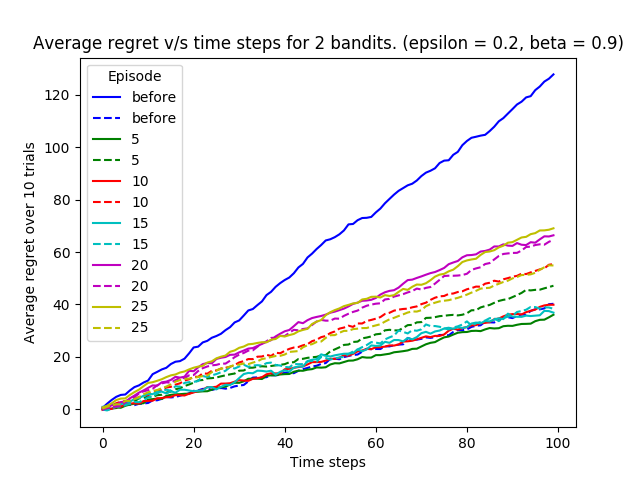 Average regret v/s time steps for 2 bandits. (epsilon = 0.2, beta = 0.9)
Episode
before
before
5
5
10
10
15
15
20
20
25
25
Average regret over 10 trials
120
100
80
60
40
20
0
0 20 40 60 80 100
Time steps